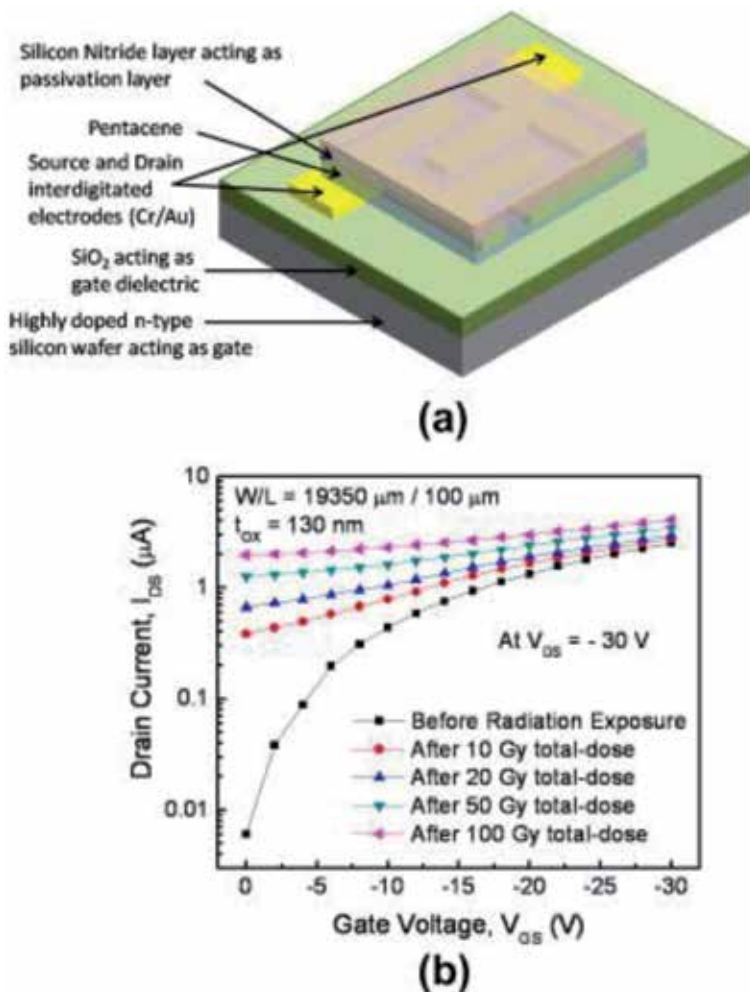 Silicon Nitride layer acting as
passivation layer
Pentacene
Source and Drain
interdigitated
electrodes (Cr/Au)
SiO₂ acting as
gate dielectric
Highly doped n-type
silicon wafer acting as gate
(a)
10
1
0.1
0.01
Drain Current, I_DS (μA)
W/L = 19350 μm / 100 μm
t_ox = 130 nm
At V_DS = - 30 V
Before Radiation Exposure
After 10 Gy total-dose
After 20 Gy total-dose
After 50 Gy total-dose
After 100 Gy total-dose
0 -5 -10 -15 -20 -25 -30
Gate Voltage, V_GS (V)
(b)